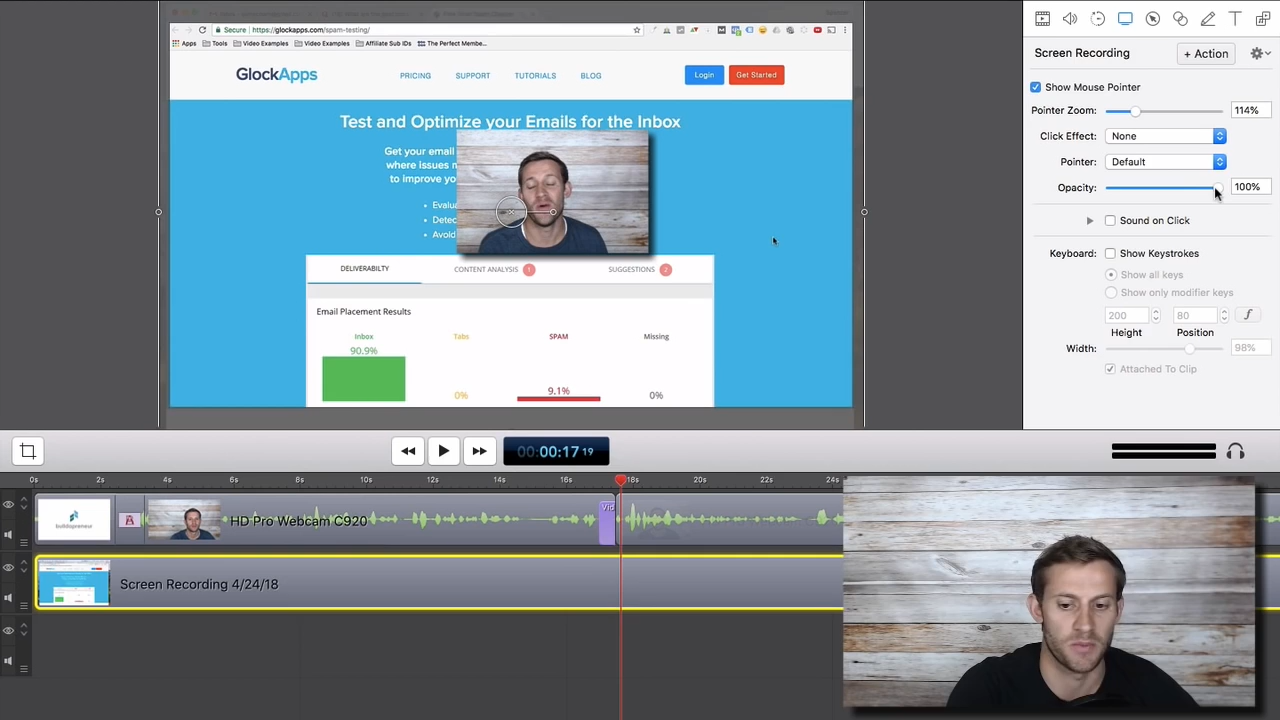 Secure | https://glockapps.com/spam-testing/
Apps Tools Video Examples Video Examples Affiliate Sub IDs The Perfect Membe...
GlockApps PRICING SUPPORT TUTORIALS BLOG Login Get Started
Test and Optimize your Emails for the Inbox
Get your email
where issues
to improve
DELIVERABILTY CONTENT ANALYSIS 1 SUGGESTIONS 2
Email Placement Results
Inbox Tabs SPAM Missing
90.9% 0% 9.1% 0%
Screen Recording + Action
Show Mouse Pointer
Pointer Zoom: 114%
Click Effect: None
Pointer: Default
Opacity: 100%
Sound on Click
Keyboard: Show Keystrokes
Show all keys
Show only modifier keys
200 80 f
Height Position
Width: 98%
Attached To Clip
00:00:17 19
0s 2s 4s 6s 8s 10s 12s 14s 16s 18s 20s 22s 24s
A HD Pro Webcam C920 Vid
Screen Recording 4/24/18